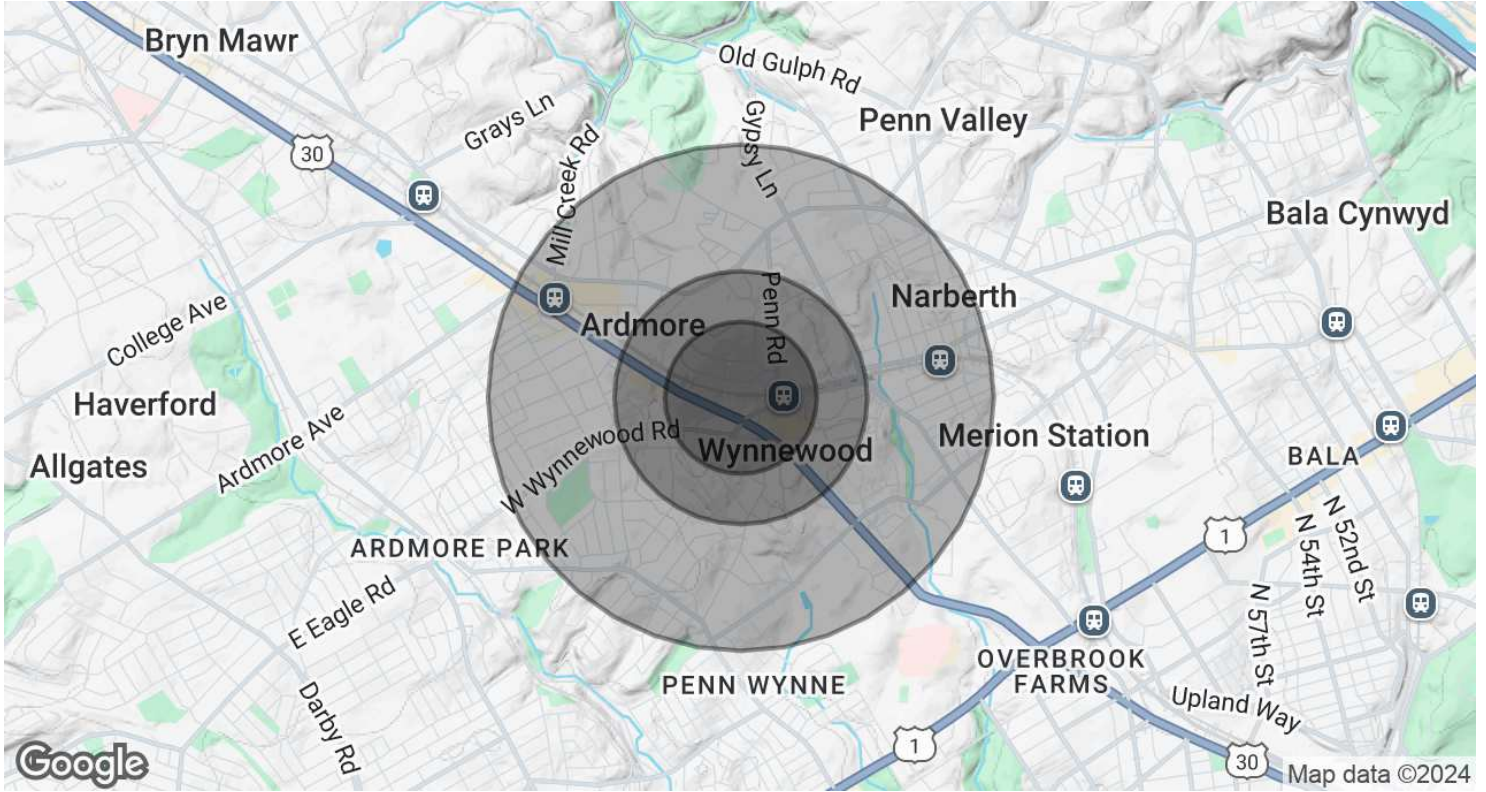 Bryn Mawr
Old Gulph Rd
Grays Ln
Gypsy Ln
Penn Valley
30
Mill Creek Rd
Bala Cynwyd
Narberth
Penn Rd
College Ave
Ardmore
Haverford
Ardmore Ave
W Wynnewood Rd
Wynnewood
Merion Station
Allgates
BALA
1
N 52nd St
N 54th St
ARDMORE PARK
E Eagle Rd
N 57th St
OVERBROOK
FARMS
PENN WYNNE
Upland Way
Darby Rd
1
30
Google
Map data ©2024